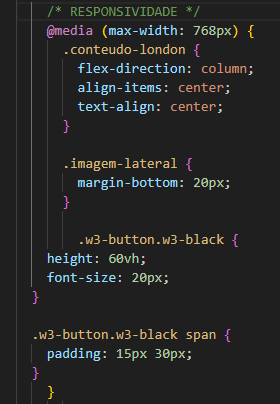 /* RESPONSIVIDADE */
@media (max-width: 768px) {
.conteudo-london {
flex-direction: column;
align-items: center;
text-align: center;
}
.imagem-lateral {
margin-bottom: 20px;
}
.w3-button.w3-black {
height: 60vh;
font-size: 20px;
}
.w3-button.w3-black span {
padding: 15px 30px;
}
}